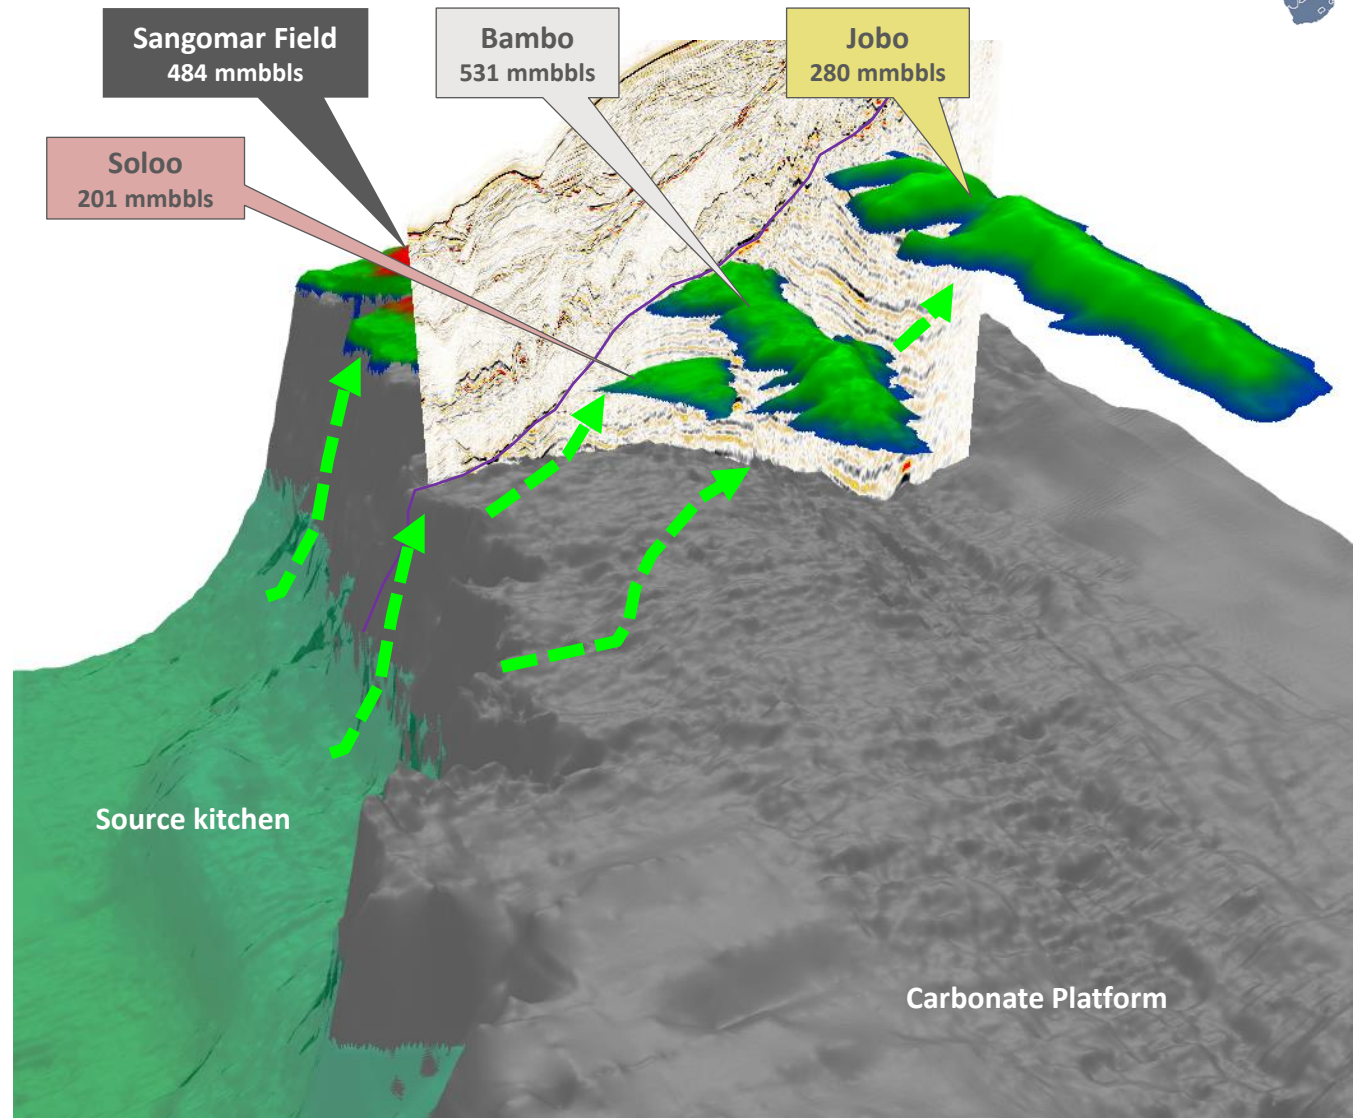 Sangomar Field
484 mmbbls
Bambo
531 mmbbls
Jobo
280 mmbbls
Soloo
201 mmbbls
Source kitchen
Carbonate Platform